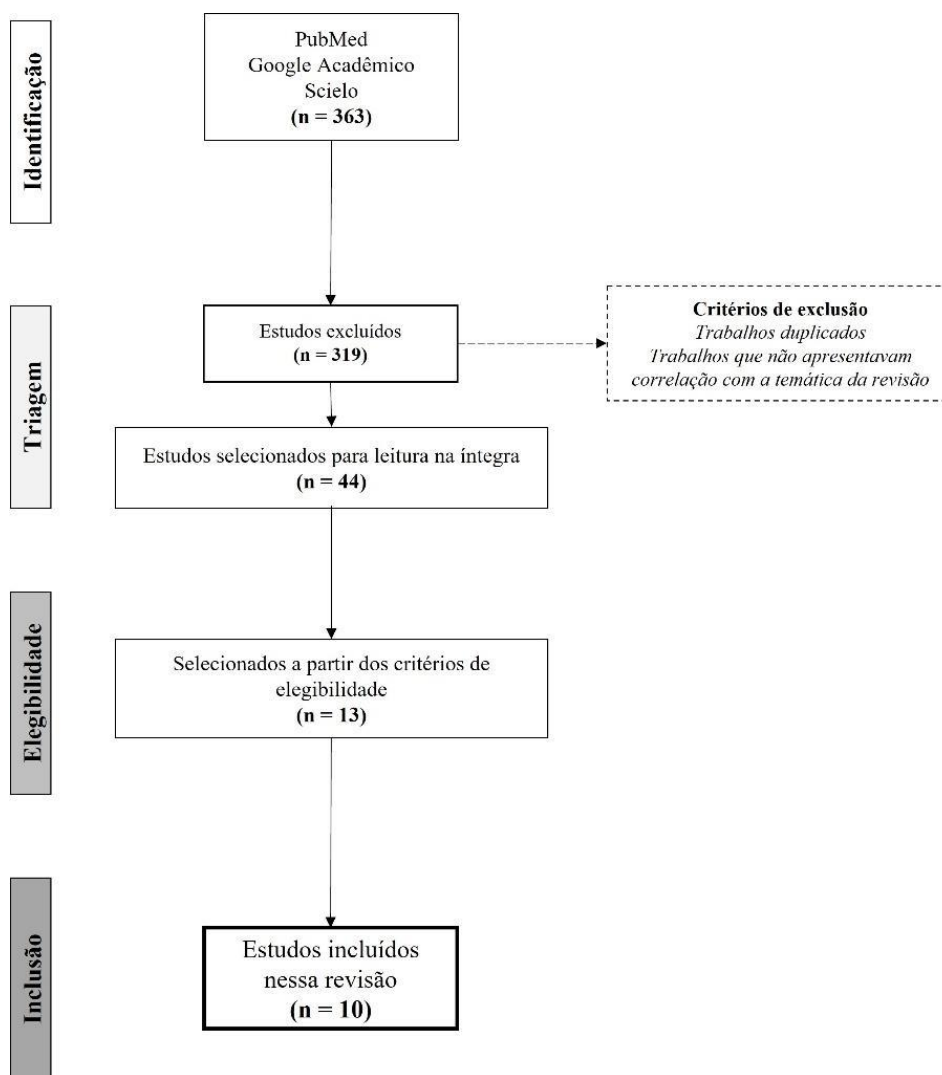 Identificação
PubMed
Google Acadêmico
Scielo
(n = 363)
Triagem
Estudos excluídos
(n = 319)
Critérios de exclusão
Trabalhos duplicados
Trabalhos que não apresentavam
correlação com a temática da revisão
Estudos selecionados para leitura na íntegra
(n = 44)
Elegibilidade
Selecionados a partir dos critérios de
elegibilidade
(n = 13)
Inclusão
Estudos incluídos
nessa revisão
(n = 10)